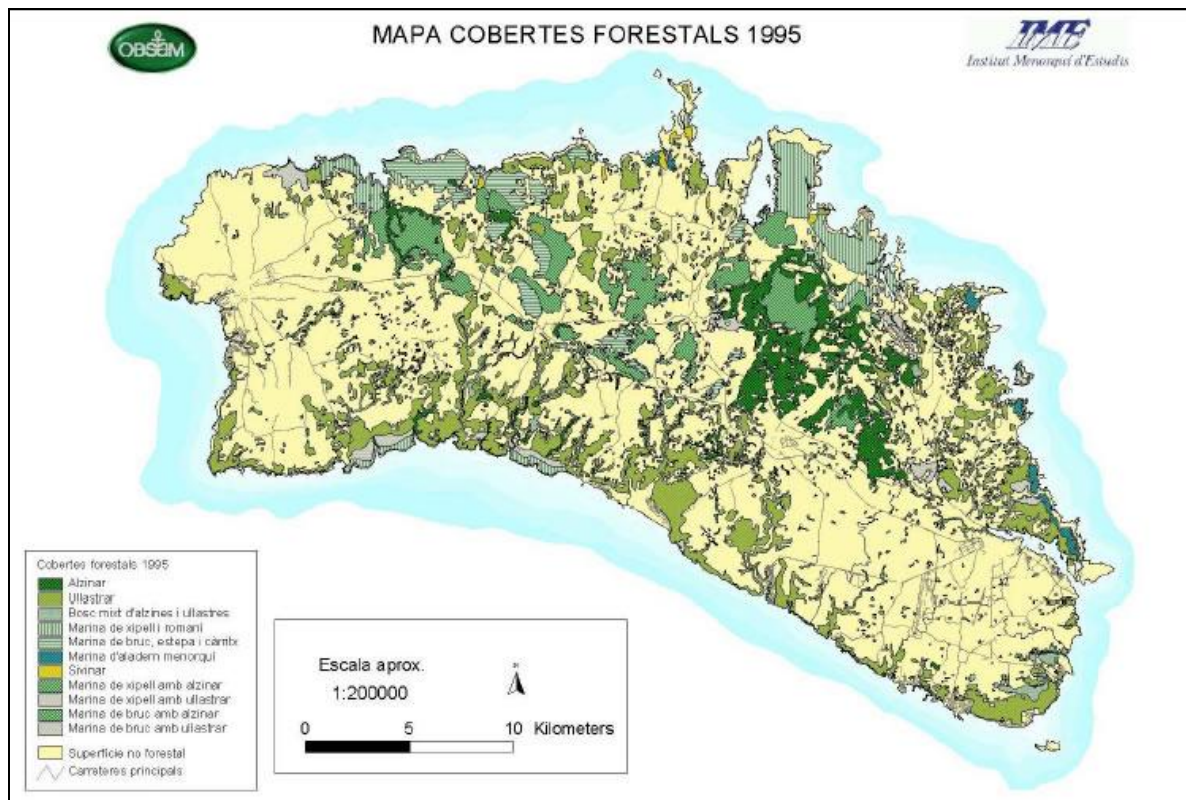 OBSAM
MAPA COBERTES FORESTALS 1995
IME
Institut Menorquí d'Estudis
Cobertes forestals 1995
Alzinar
Ullastrar
Bosc mixt d'alzines i ullastres
Marina de xipell i romaní
Marina de bruc, estepa i càrritx
Marina d'aladern menorquí
Sivinar
Marina de xipell amb alzinar
Marina de xipell amb ullastrar
Marina de bruc amb alzinar
Marina de bruc amb ullastrar
Superfície no forestal
Carreteres principals
Escala aprox.
1:200000
0 5 10 Kilometers